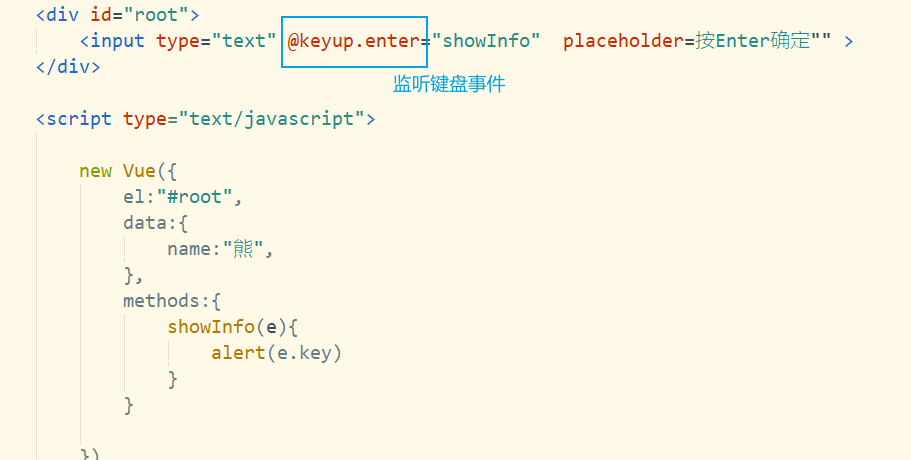 <div id="root">
<input type="text" @keyup.enter="showInfo" placeholder=按Enter确定"" >
</div>
监听键盘事件
<script type="text/javascript">
new Vue({
el:"#root",
data:{
name:"熊",
},
methods:{
showInfo(e){
alert(e.key)
}
}
})